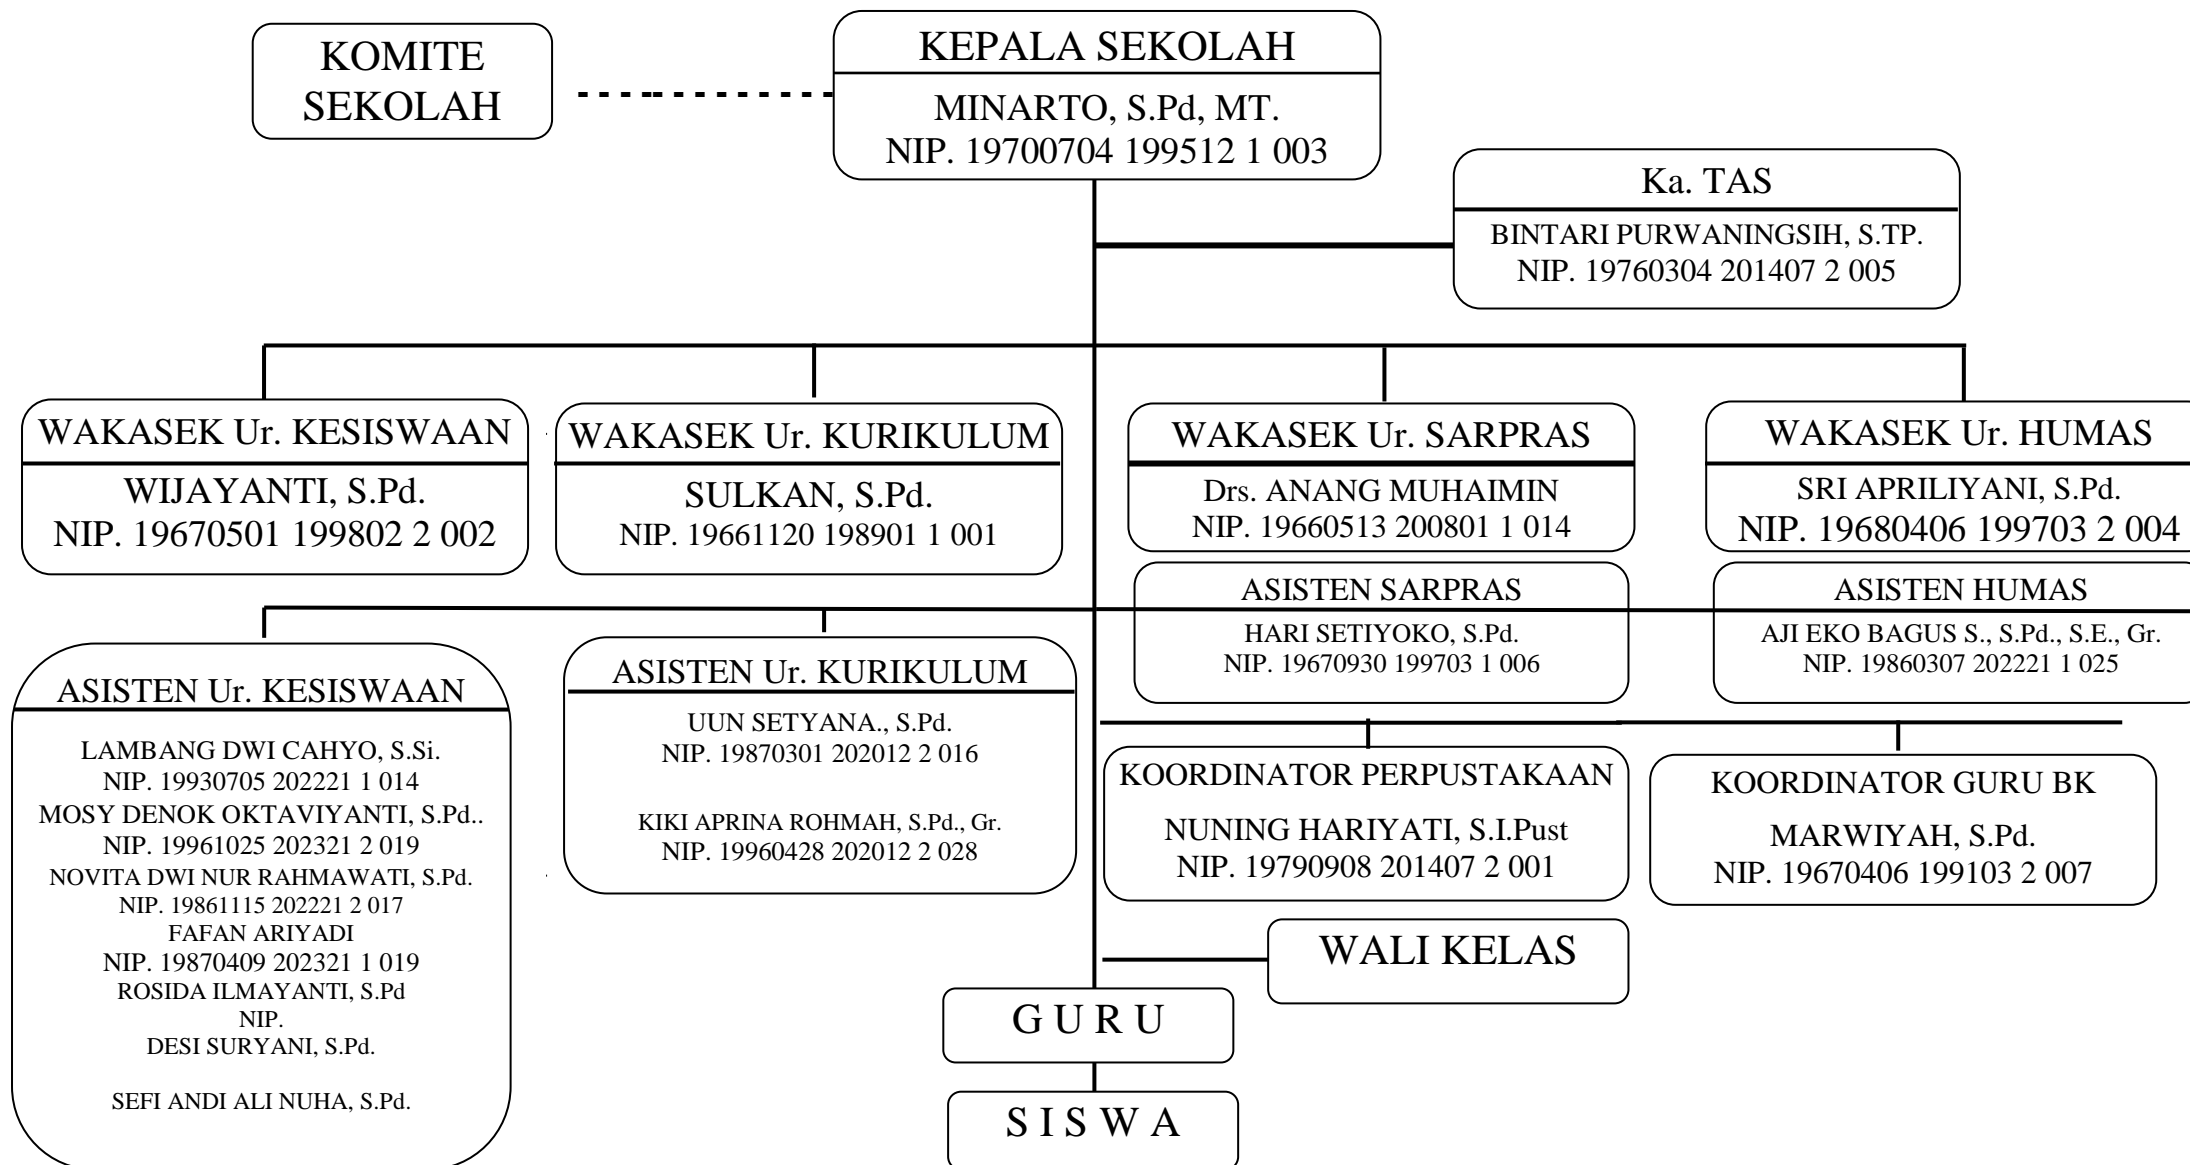 KOMITE
SEKOLAH
KEPALA SEKOLAH
MINARTO, S.Pd, MT.
NIP. 19700704 199512 1 003
Ka. TAS
BINTARI PURWANINGSIH, S.TP.
NIP. 19760304 201407 2 005
WAKASEK Ur. KESISWAAN
WIJAYANTI, S.Pd.
NIP. 19670501 199802 2 002
WAKASEK Ur. KURIKULUM
SULKAN, S.Pd.
NIP. 19661120 198901 1 001
WAKASEK Ur. SARPRAS
Drs. ANANG MUHAIMIN
NIP. 19660513 200801 1 014
WAKASEK Ur. HUMAS
SRI APRILIYANI, S.Pd.
NIP. 19680406 199703 2 004
ASISTEN SARPRAS
HARI SETIYOKO, S.Pd.
NIP. 19670930 199703 1 006
ASISTEN HUMAS
AJI EKO BAGUS S., S.Pd., S.E., Gr.
NIP. 19860307 202221 1 025
ASISTEN Ur. KESISWAAN
LAMBANG DWI CAHYO, S.Si.
NIP. 19930705 202221 1 014
MOSY DENOK OKTAVIYANTI, S.Pd..
NIP. 19961025 202321 2 019
NOVITA DWI NUR RAHMAWATI, S.Pd.
NIP. 19861115 202221 2 017
FAFAN ARIYADI
NIP. 19870409 202321 1 019
ROSIDA ILMAYANTI, S.Pd
NIP.
DESI SURYANI, S.Pd.
SEFI ANDI ALI NUHA, S.Pd.
ASISTEN Ur. KURIKULUM
UUN SETYANA., S.Pd.
NIP. 19870301 202012 2 016
KIKI APRINA ROHMAH, S.Pd., Gr.
NIP. 19960428 202012 2 028
KOORDINATOR PERPUSTAKAAN
NUNING HARIYATI, S.I.Pust
NIP. 19790908 201407 2 001
KOORDINATOR GURU BK
MARWIYAH, S.Pd.
NIP. 19670406 199103 2 007
WALI KELAS
G U R U
S I S W A